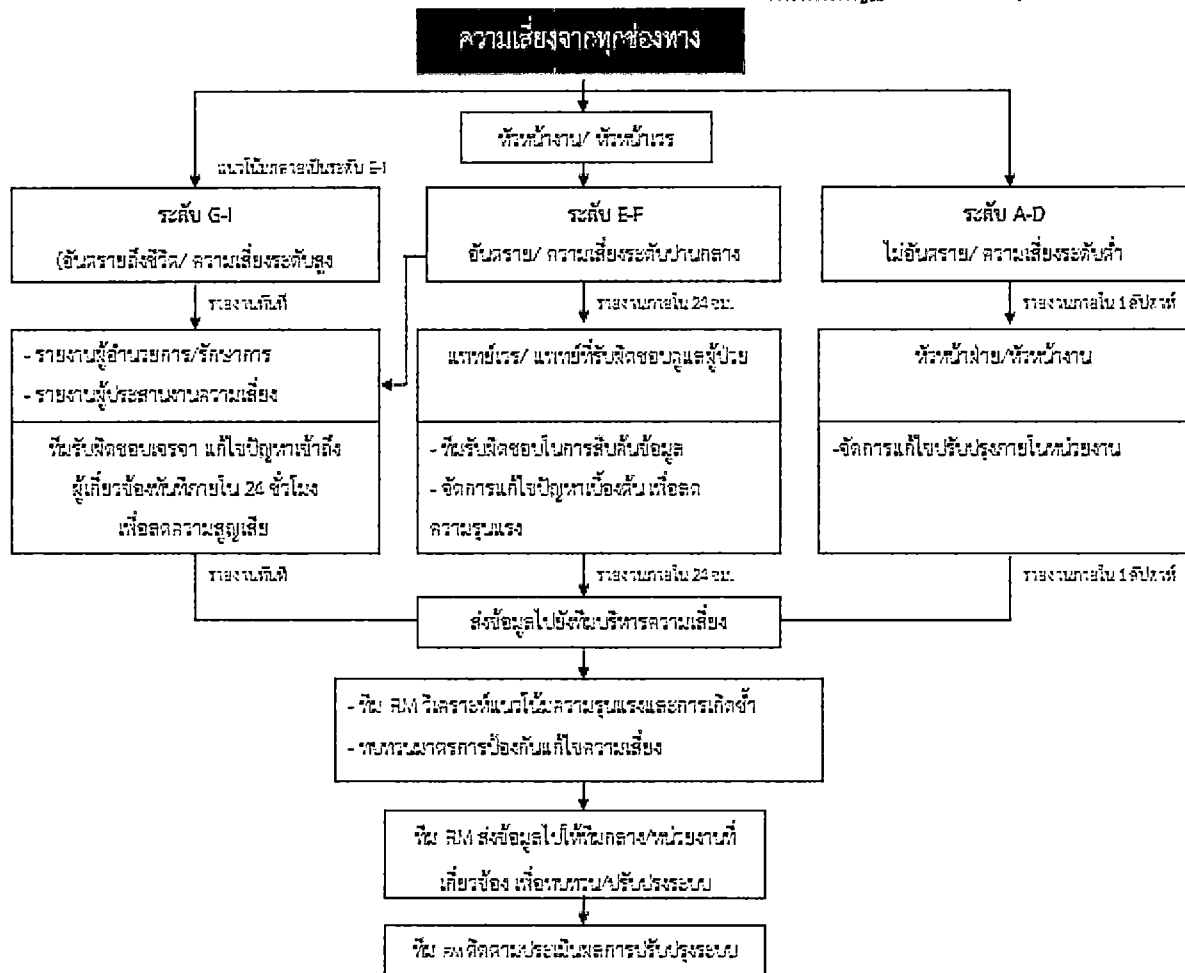 ความเสี่ยงจากทุกช่องทาง
หัวหน้างาน/ หัวหน้าเวร
แนวโน้มกลายเป็นระดับ G-I
ระดับ G-I
(อันตรายถึงชีวิต/ ความเสี่ยงระดับสูง
ระดับ E-F
อันตราย/ ความเสี่ยงระดับปานกลาง
ระดับ A-D
ไม่อันตราย/ ความเสี่ยงระดับต่ำ
รายงานทันที
รายงานภายใน 24 ชม.
รายงานภายใน 1 สัปดาห์
- รายงานผู้อำนวยการ/รักษาการ
- รายงานผู้ประสานงานความเสี่ยง
แพทย์เวร/ แพทย์ที่รับผิดชอบดูแลผู้ป่วย
หัวหน้าฝ่าย/หัวหน้างาน
ทีมรับผิดชอบเจรจา แก้ไขปัญหาเข้าถึง
ผู้เกี่ยวข้องทันทีภายใน 24 ชั่วโมง
เพื่อลดความสูญเสีย
- ทีมรับผิดชอบในการสืบค้นข้อมูล
- จัดการแก้ไขปัญหาเบื้องต้น เพื่อลด
ความรุนแรง
-จัดการแก้ไขปรับปรุงภายในหน่วยงาน
รายงานทันที
รายงานภายใน 24 ชม.
รายงานภายใน 1 สัปดาห์
ส่งข้อมูลไปยังทีมบริหารความเสี่ยง
- ทีม RM วิเคราะห์แนวโน้มความรุนแรงและการเกิดซ้ำ
- ทบทวนมาตรการป้องกันแก้ไขความเสี่ยง
ทีม RM ส่งข้อมูลไปให้ทีมกลาง/หน่วยงานที่
เกี่ยวข้อง เพื่อทบทวน/ปรับปรุงระบบ
ทีม RM ติดตามประเมินผลการปรับปรุงระบบ